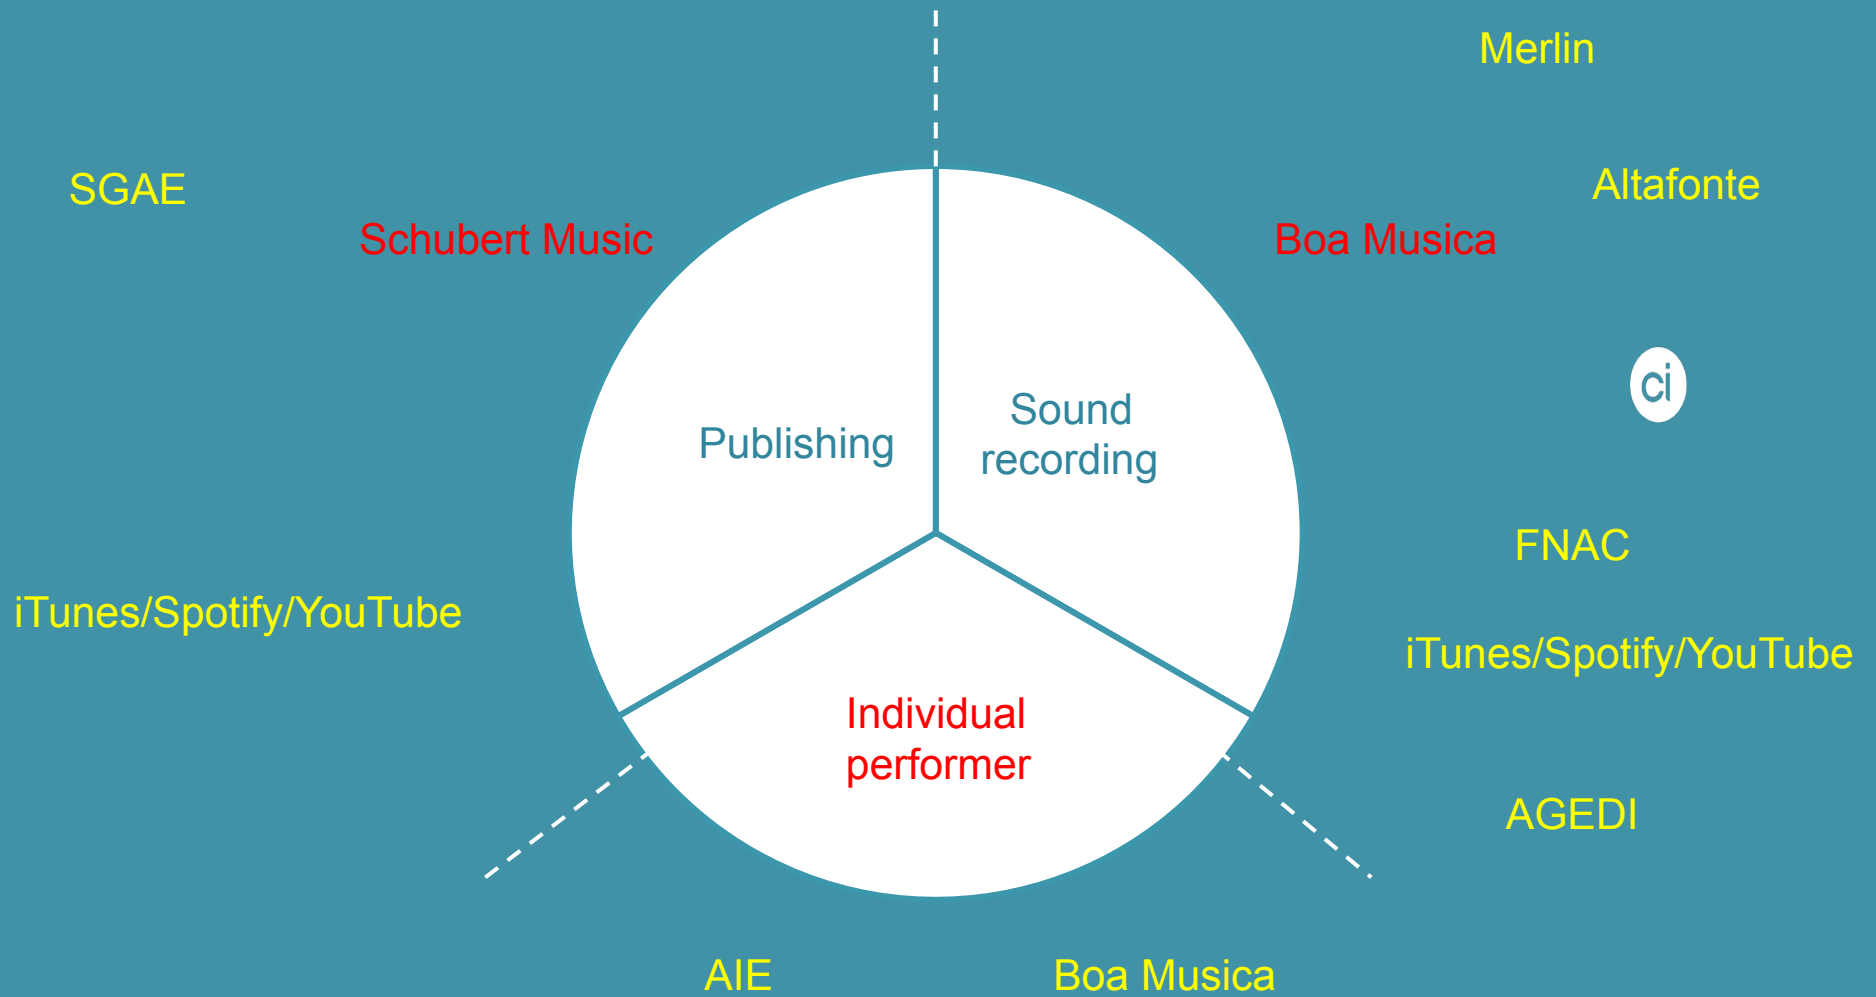 Merlin
SGAE
Altafonte
Schubert Music
Boa Musica
ci
Publishing
Sound
recording
FNAC
iTunes/Spotify/YouTube
iTunes/Spotify/YouTube
Individual
performer
AGEDI
AIE
Boa Musica